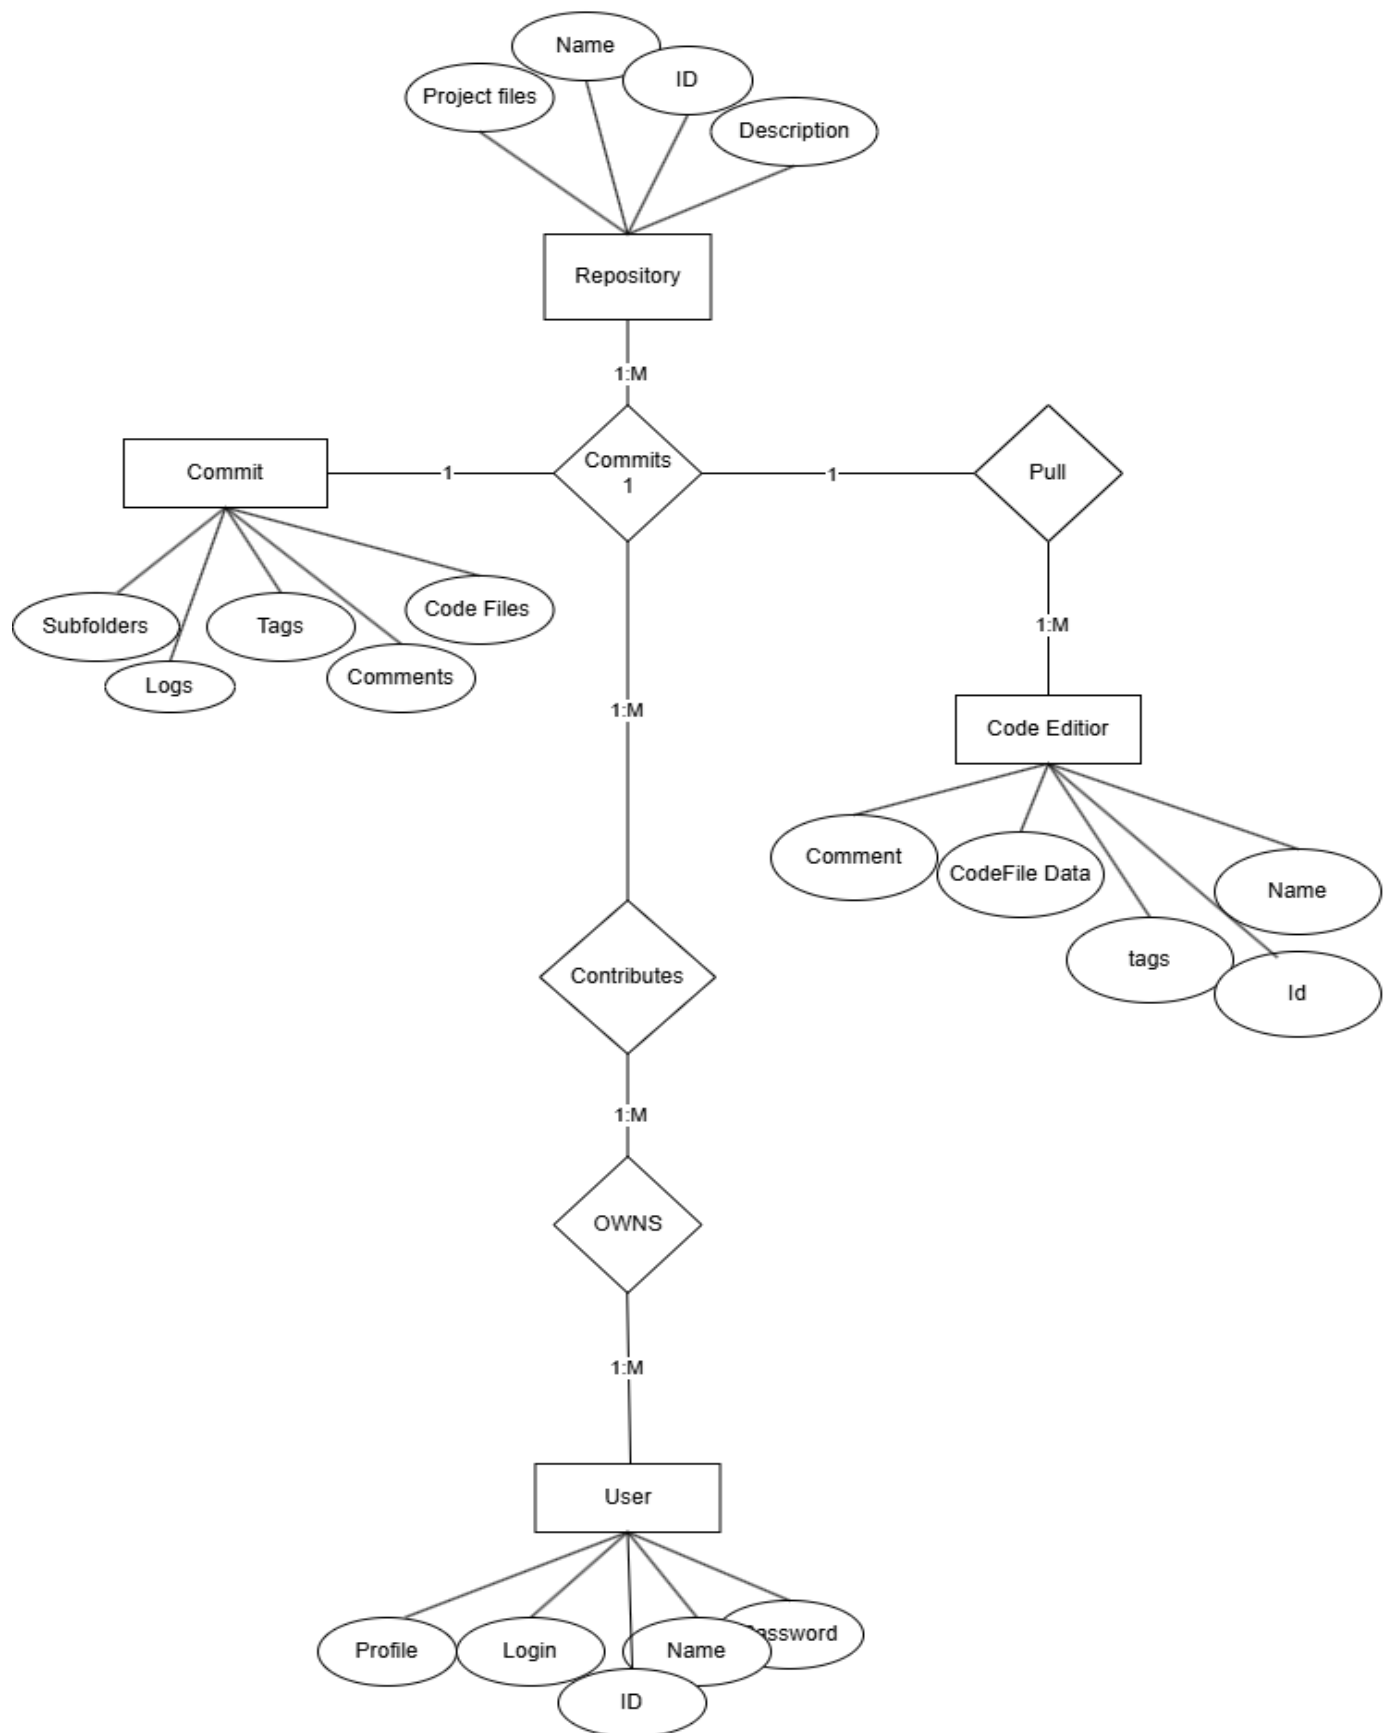 Name
ID
Project files
Description
Repository
1:M
Commit
1
Commits
1
1
Pull
Subfolders
Logs
Tags
Comments
Code Files
1:M
1:M
Code Editior
Comment
CodeFile Data
tags
Name
Id
Contributes
1:M
OWNS
1:M
User
Profile
Login
ID
Name
Password